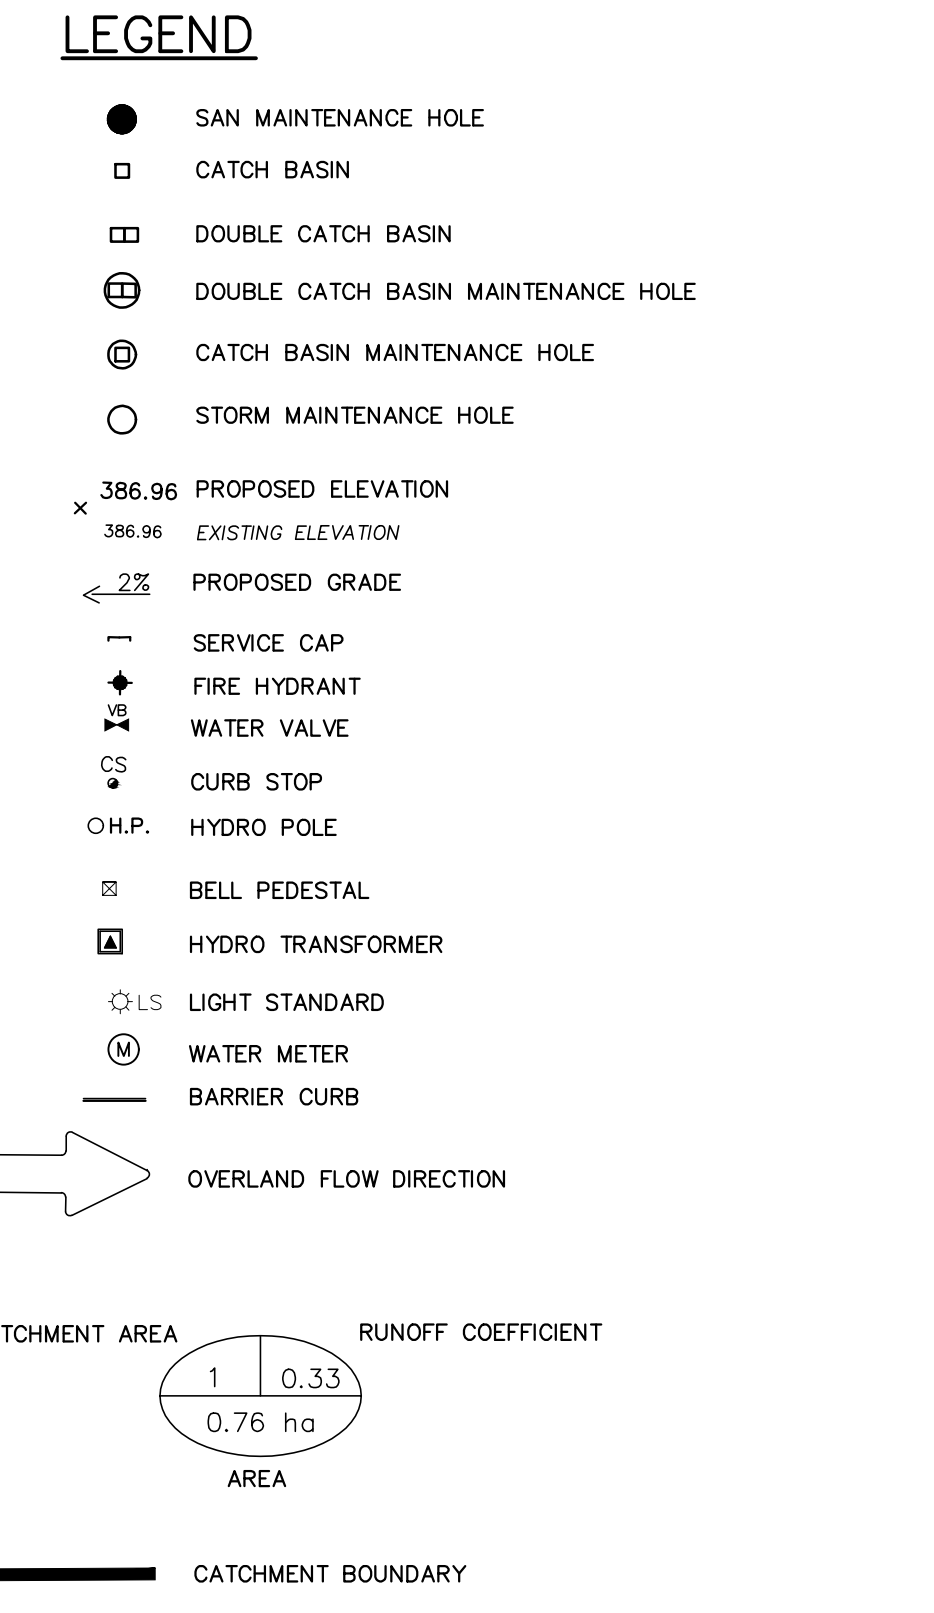 LEGEND
SAN MAINTENANCE HOLE
CATCH BASIN
DOUBLE CATCH BASIN
DOUBLE CATCH BASIN MAINTENANCE HOLE
CATCH BASIN MAINTENANCE HOLE
STORM MAINTENANCE HOLE
386.96 PROPOSED ELEVATION
386.96 EXISTING ELEVATION
2% PROPOSED GRADE
SERVICE CAP
FIRE HYDRANT
VB
WATER VALVE
CS
CURB STOP
H.P. HYDRO POLE
BELL PEDESTAL
HYDRO TRANSFORMER
LS LIGHT STANDARD
M WATER METER
BARRIER CURB
OVERLAND FLOW DIRECTION
TCHMENT AREA RUNOFF COEFFICIENT
1 0.33
0.76 ha
AREA
CATCHMENT BOUNDARY